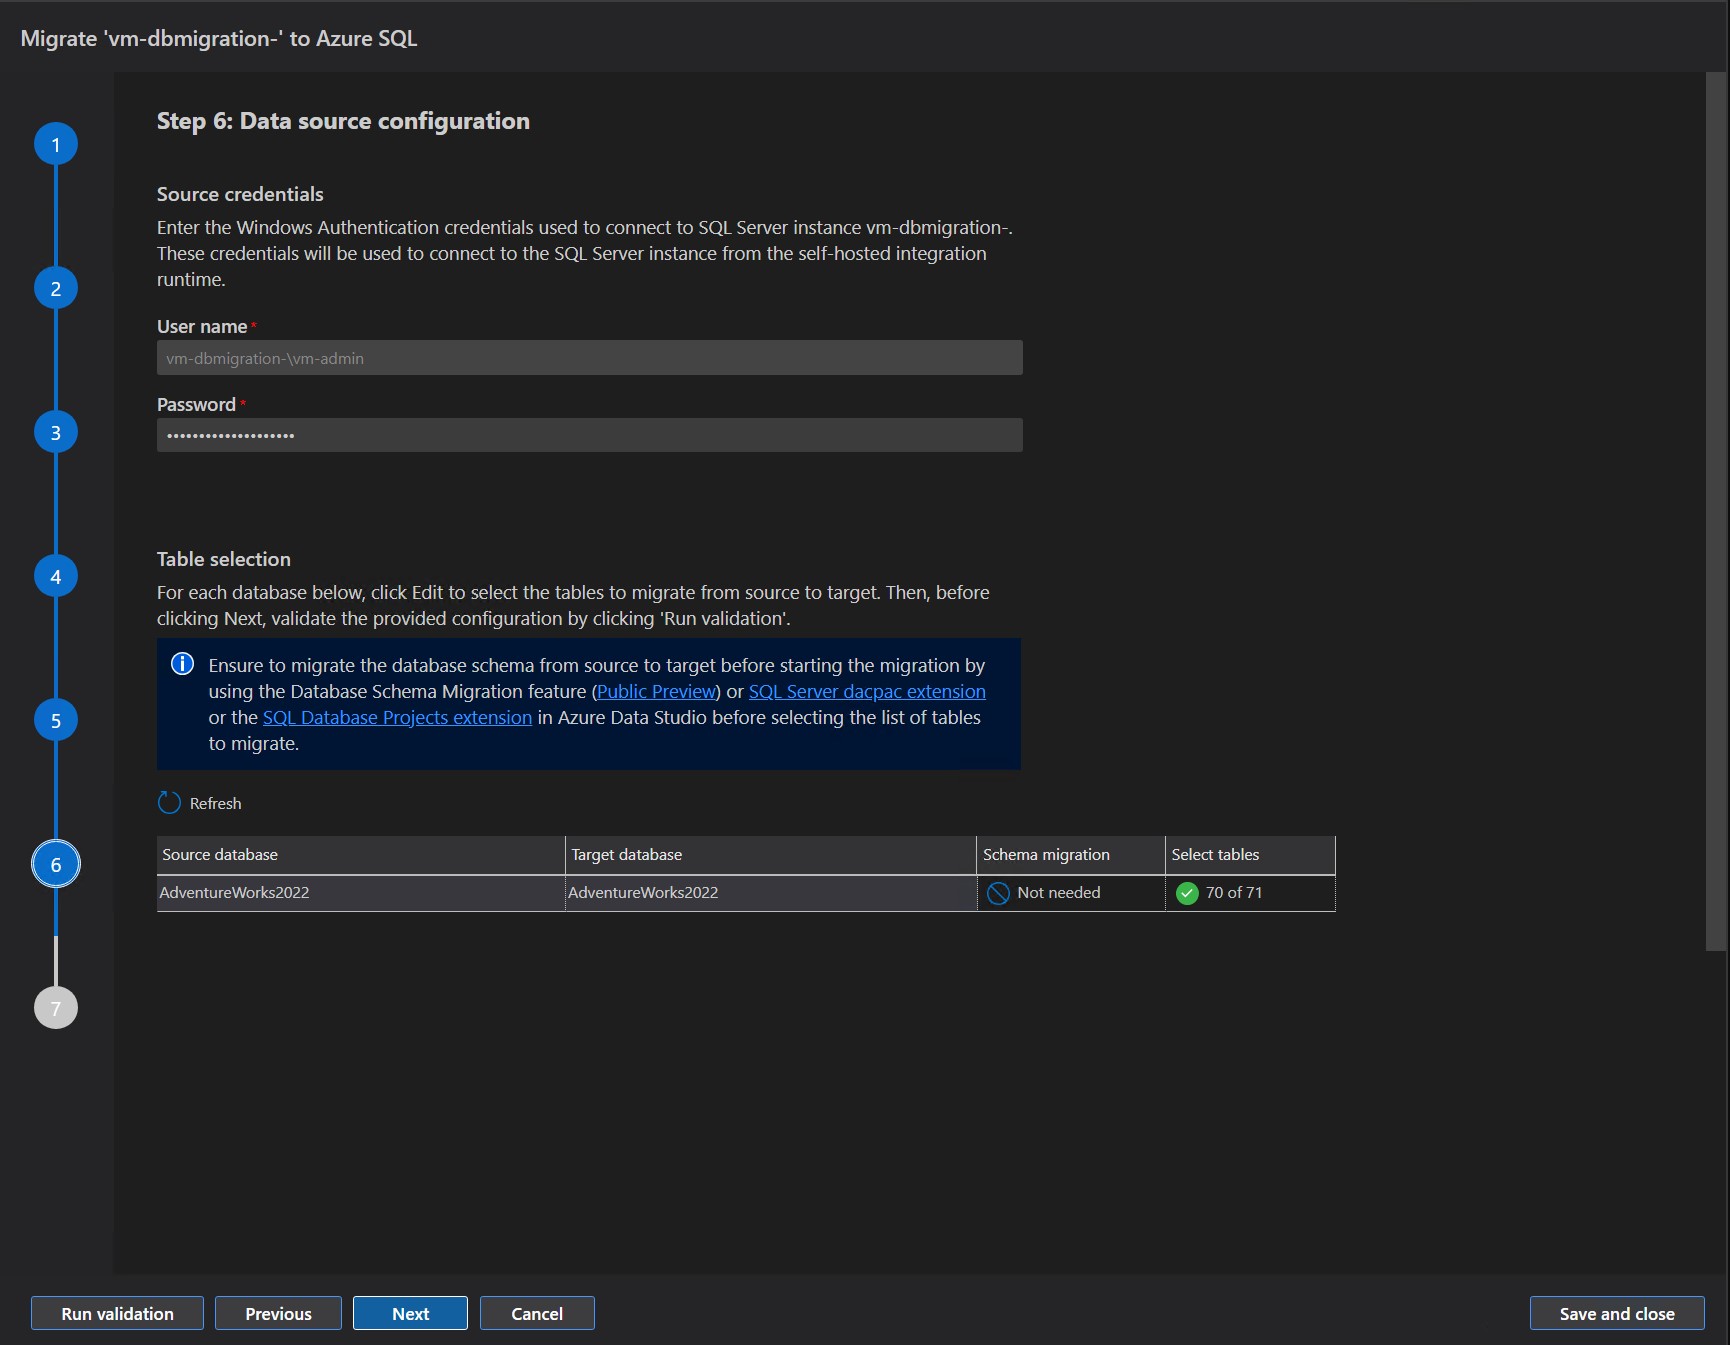 Migrate 'vm-dbmigration-' to Azure SQL
1
2
3
4
5
6
7
Step 6: Data source configuration
Source credentials
Enter the Windows Authentication credentials used to connect to SQL Server instance vm-dbmigration-.
These credentials will be used to connect to the SQL Server instance from the self-hosted integration
runtime.
User name*
vm-dbmigration-\vm-admin
Password*
••••••••••••••••••••
Table selection
For each database below, click Edit to select the tables to migrate from source to target. Then, before
clicking Next, validate the provided configuration by clicking 'Run validation'.
Ensure to migrate the database schema from source to target before starting the migration by
using the Database Schema Migration feature (Public Preview) or SQL Server dacpac extension
or the SQL Database Projects extension in Azure Data Studio before selecting the list of tables
to migrate.
Refresh
Source database Target database Schema migration Select tables
AdventureWorks2022 AdventureWorks2022 Not needed 70 of 71
Run validation Previous Next Cancel Save and close